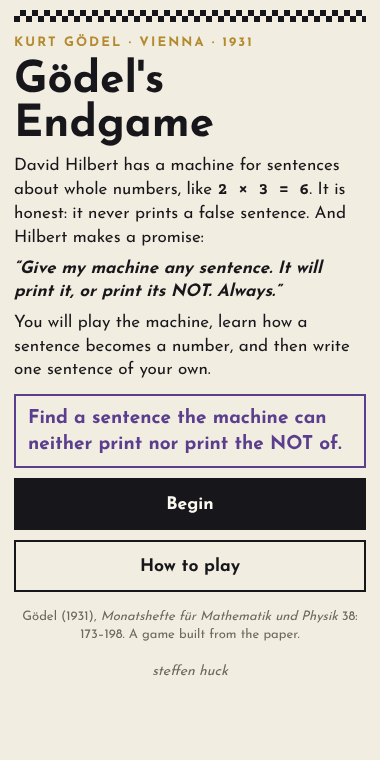 KURT GÖDEL · VIENNA · 1931
Gödel's
Endgame
David Hilbert has a machine for sentences
about whole numbers, like 2 × 3 = 6. It is
honest: it never prints a false sentence. And
Hilbert makes a promise:
“Give my machine any sentence. It will
print it, or print its NOT. Always.”
You will play the machine, learn how a
sentence becomes a number, and then write
one sentence of your own.
Find a sentence the machine can
neither print nor print the NOT of.
Begin
How to play
Gödel (1931), Monatshefte für Mathematik und Physik 38:
173–198. A game built from the paper.
steffen huck